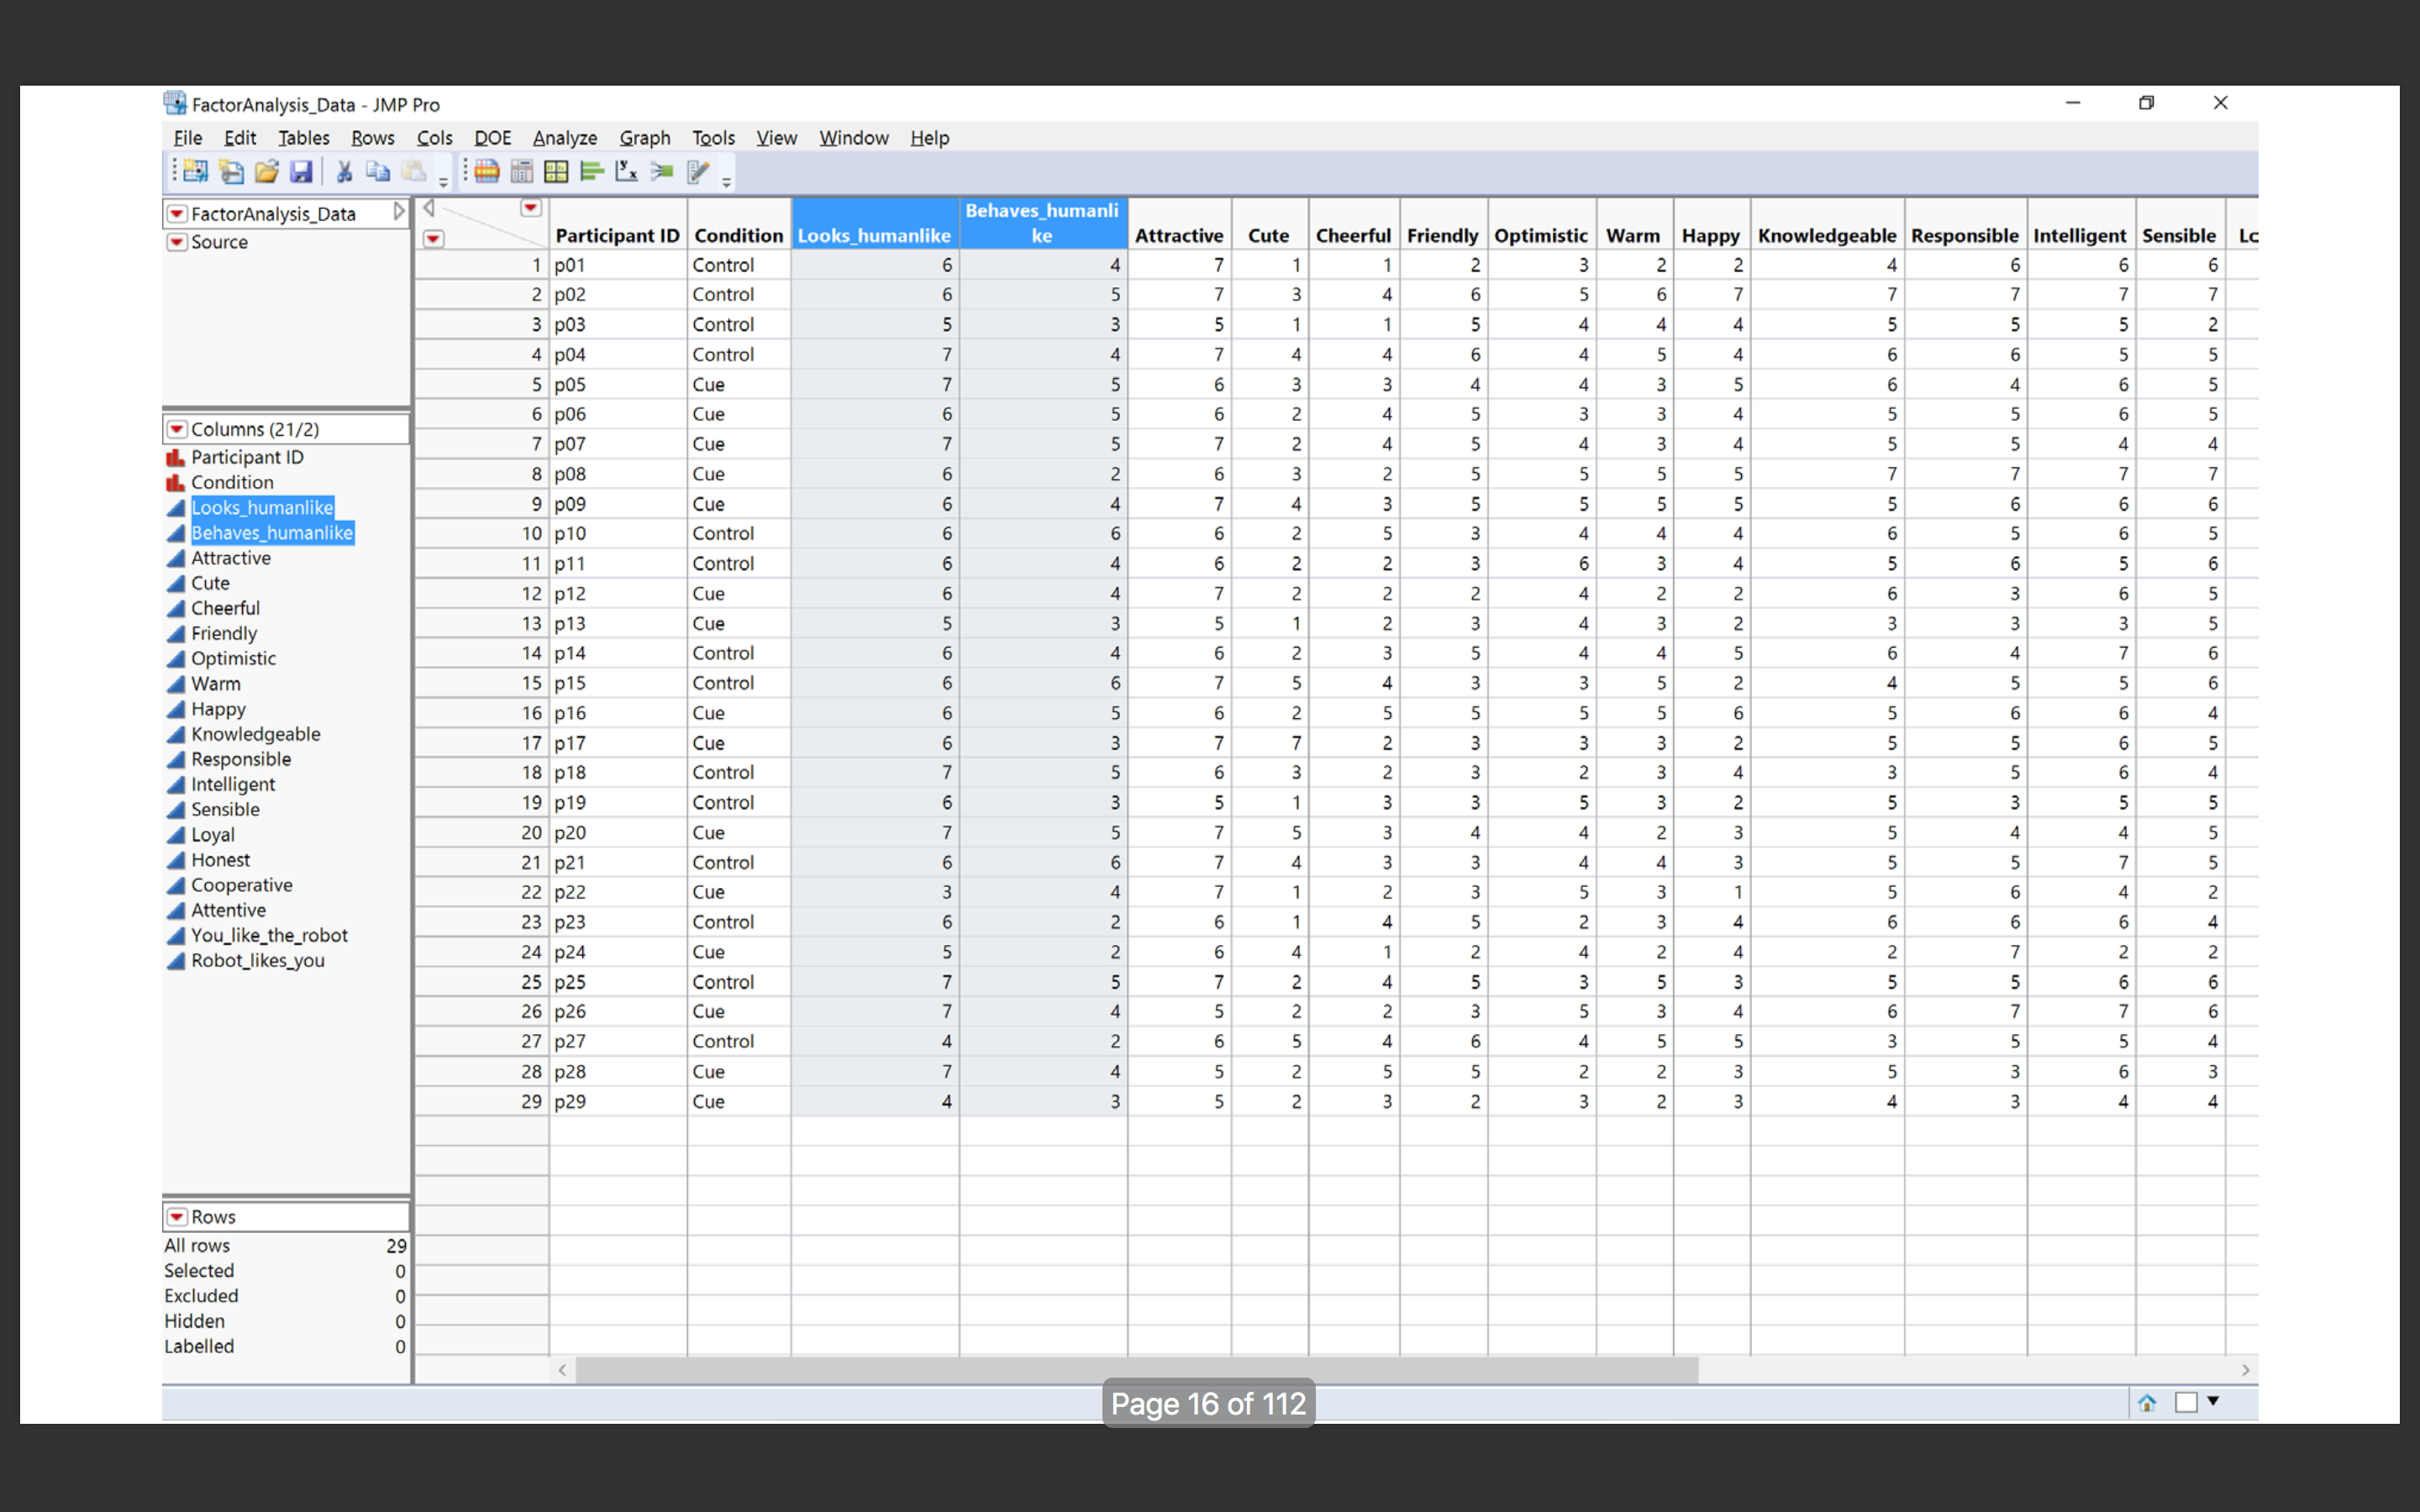 FactorAnalysis_Data - JMP Pro
File Edit Tables Rows Cols DOE Analyze Graph Tools View Window Help
FactorAnalysis_Data
Source
Columns (21/2)
Participant ID
Condition
Looks_humanlike
Behaves_humanlike
Attractive
Cute
Cheerful
Friendly
Optimistic
Warm
Happy
Knowledgeable
Responsible
Intelligent
Sensible
Loyal
Honest
Cooperative
Attentive
You_like_the_robot
Robot_likes_you
Rows
All rows 29
Selected 0
Excluded 0
Hidden 0
Labelled 0
Behaves_humanli
Participant ID Condition Looks_humanlike ke Attractive Cute Cheerful Friendly Optimistic Warm Happy Knowledgeable Responsible Intelligent Sensible Lc
1 p01 Control 6 4 7 1 1 2 3 2 2 4 6 6 6
2 p02 Control 6 5 7 3 4 6 5 6 7 7 7 7 7
3 p03 Control 5 3 5 1 1 5 4 4 4 5 5 5 2
4 p04 Control 7 4 7 4 4 6 4 5 4 6 6 5 5
5 p05 Cue 7 5 6 3 3 4 4 3 5 6 4 6 5
6 p06 Cue 6 5 6 2 4 5 3 3 4 5 5 6 5
7 p07 Cue 7 5 7 2 4 5 4 3 4 5 5 4 4
8 p08 Cue 6 2 6 3 2 5 5 5 5 7 7 7 7
9 p09 Cue 6 4 7 4 3 5 5 5 5 5 6 6 6
10 p10 Control 6 6 6 2 5 3 4 4 4 6 5 6 5
11 p11 Control 6 4 6 2 2 3 6 3 4 5 6 5 6
12 p12 Cue 6 4 7 2 2 2 4 2 2 6 3 6 5
13 p13 Cue 5 3 5 1 2 3 4 3 2 3 3 3 5
14 p14 Control 6 4 6 2 3 5 4 4 5 6 4 7 6
15 p15 Control 6 6 7 5 4 3 3 5 2 4 5 5 6
16 p16 Cue 6 5 6 2 5 5 5 5 6 5 6 6 4
17 p17 Cue 6 3 7 7 2 3 3 3 2 5 5 6 5
18 p18 Control 7 5 6 3 2 3 2 3 4 3 5 6 4
19 p19 Control 6 3 5 1 3 3 5 3 2 5 3 5 5
20 p20 Cue 7 5 7 5 3 4 4 2 3 5 4 4 5
21 p21 Control 6 6 7 4 3 3 4 4 3 5 5 7 5
22 p22 Cue 3 4 7 1 2 3 5 3 1 5 6 4 2
23 p23 Control 6 2 6 1 4 5 2 3 4 6 6 6 4
24 p24 Cue 5 2 6 4 1 2 4 2 4 2 7 2 2
25 p25 Control 7 5 7 2 4 5 3 5 3 5 5 6 6
26 p26 Cue 7 4 5 2 2 3 5 3 4 6 7 7 6
27 p27 Control 4 2 6 5 4 6 4 5 5 3 5 5 4
28 p28 Cue 7 4 5 2 5 5 2 2 3 5 3 6 3
29 p29 Cue 4 3 5 2 3 2 3 2 3 4 3 4 4
Page 16 of 112